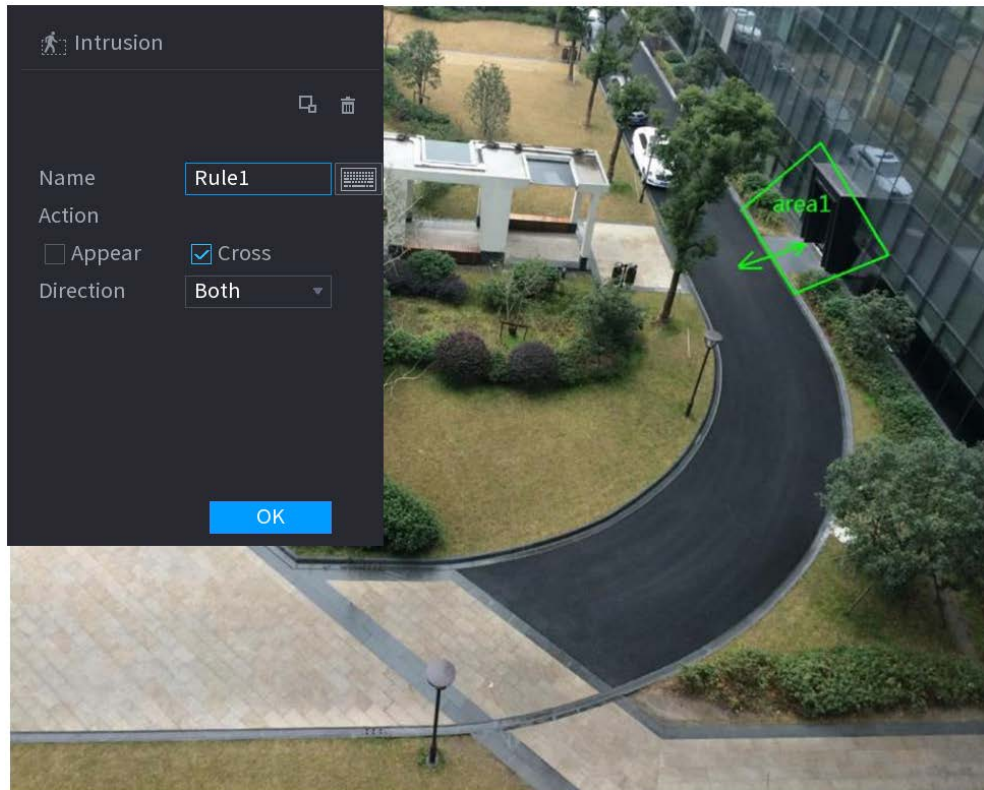 Intrusion
Name Rule1
Action
Appear Cross
Direction Both
OK
area1